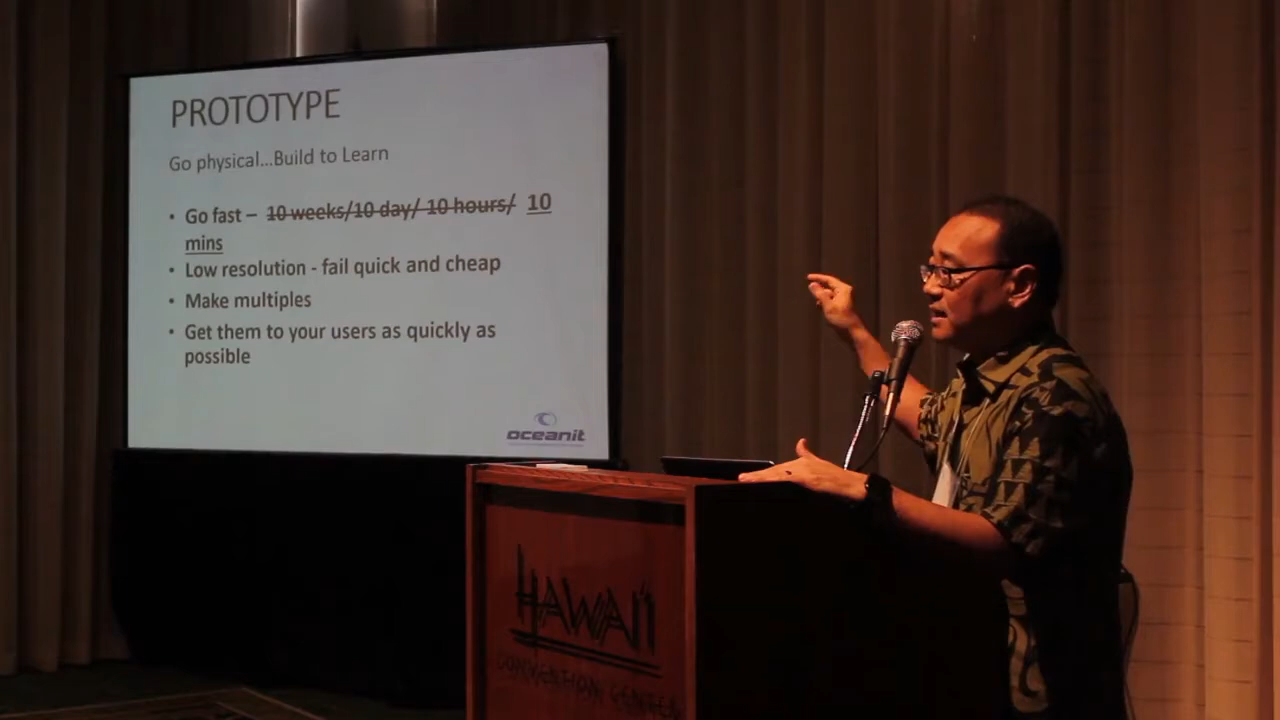 PROTOTYPE
Go physical...Build to Learn
• Go fast – 10 weeks/10 day/ 10 hours/ 10
mins
• Low resolution - fail quick and cheap
• Make multiples
• Get them to your users as quickly as
possible
oceanit
HAWAI'I
CONVENTION CENTER